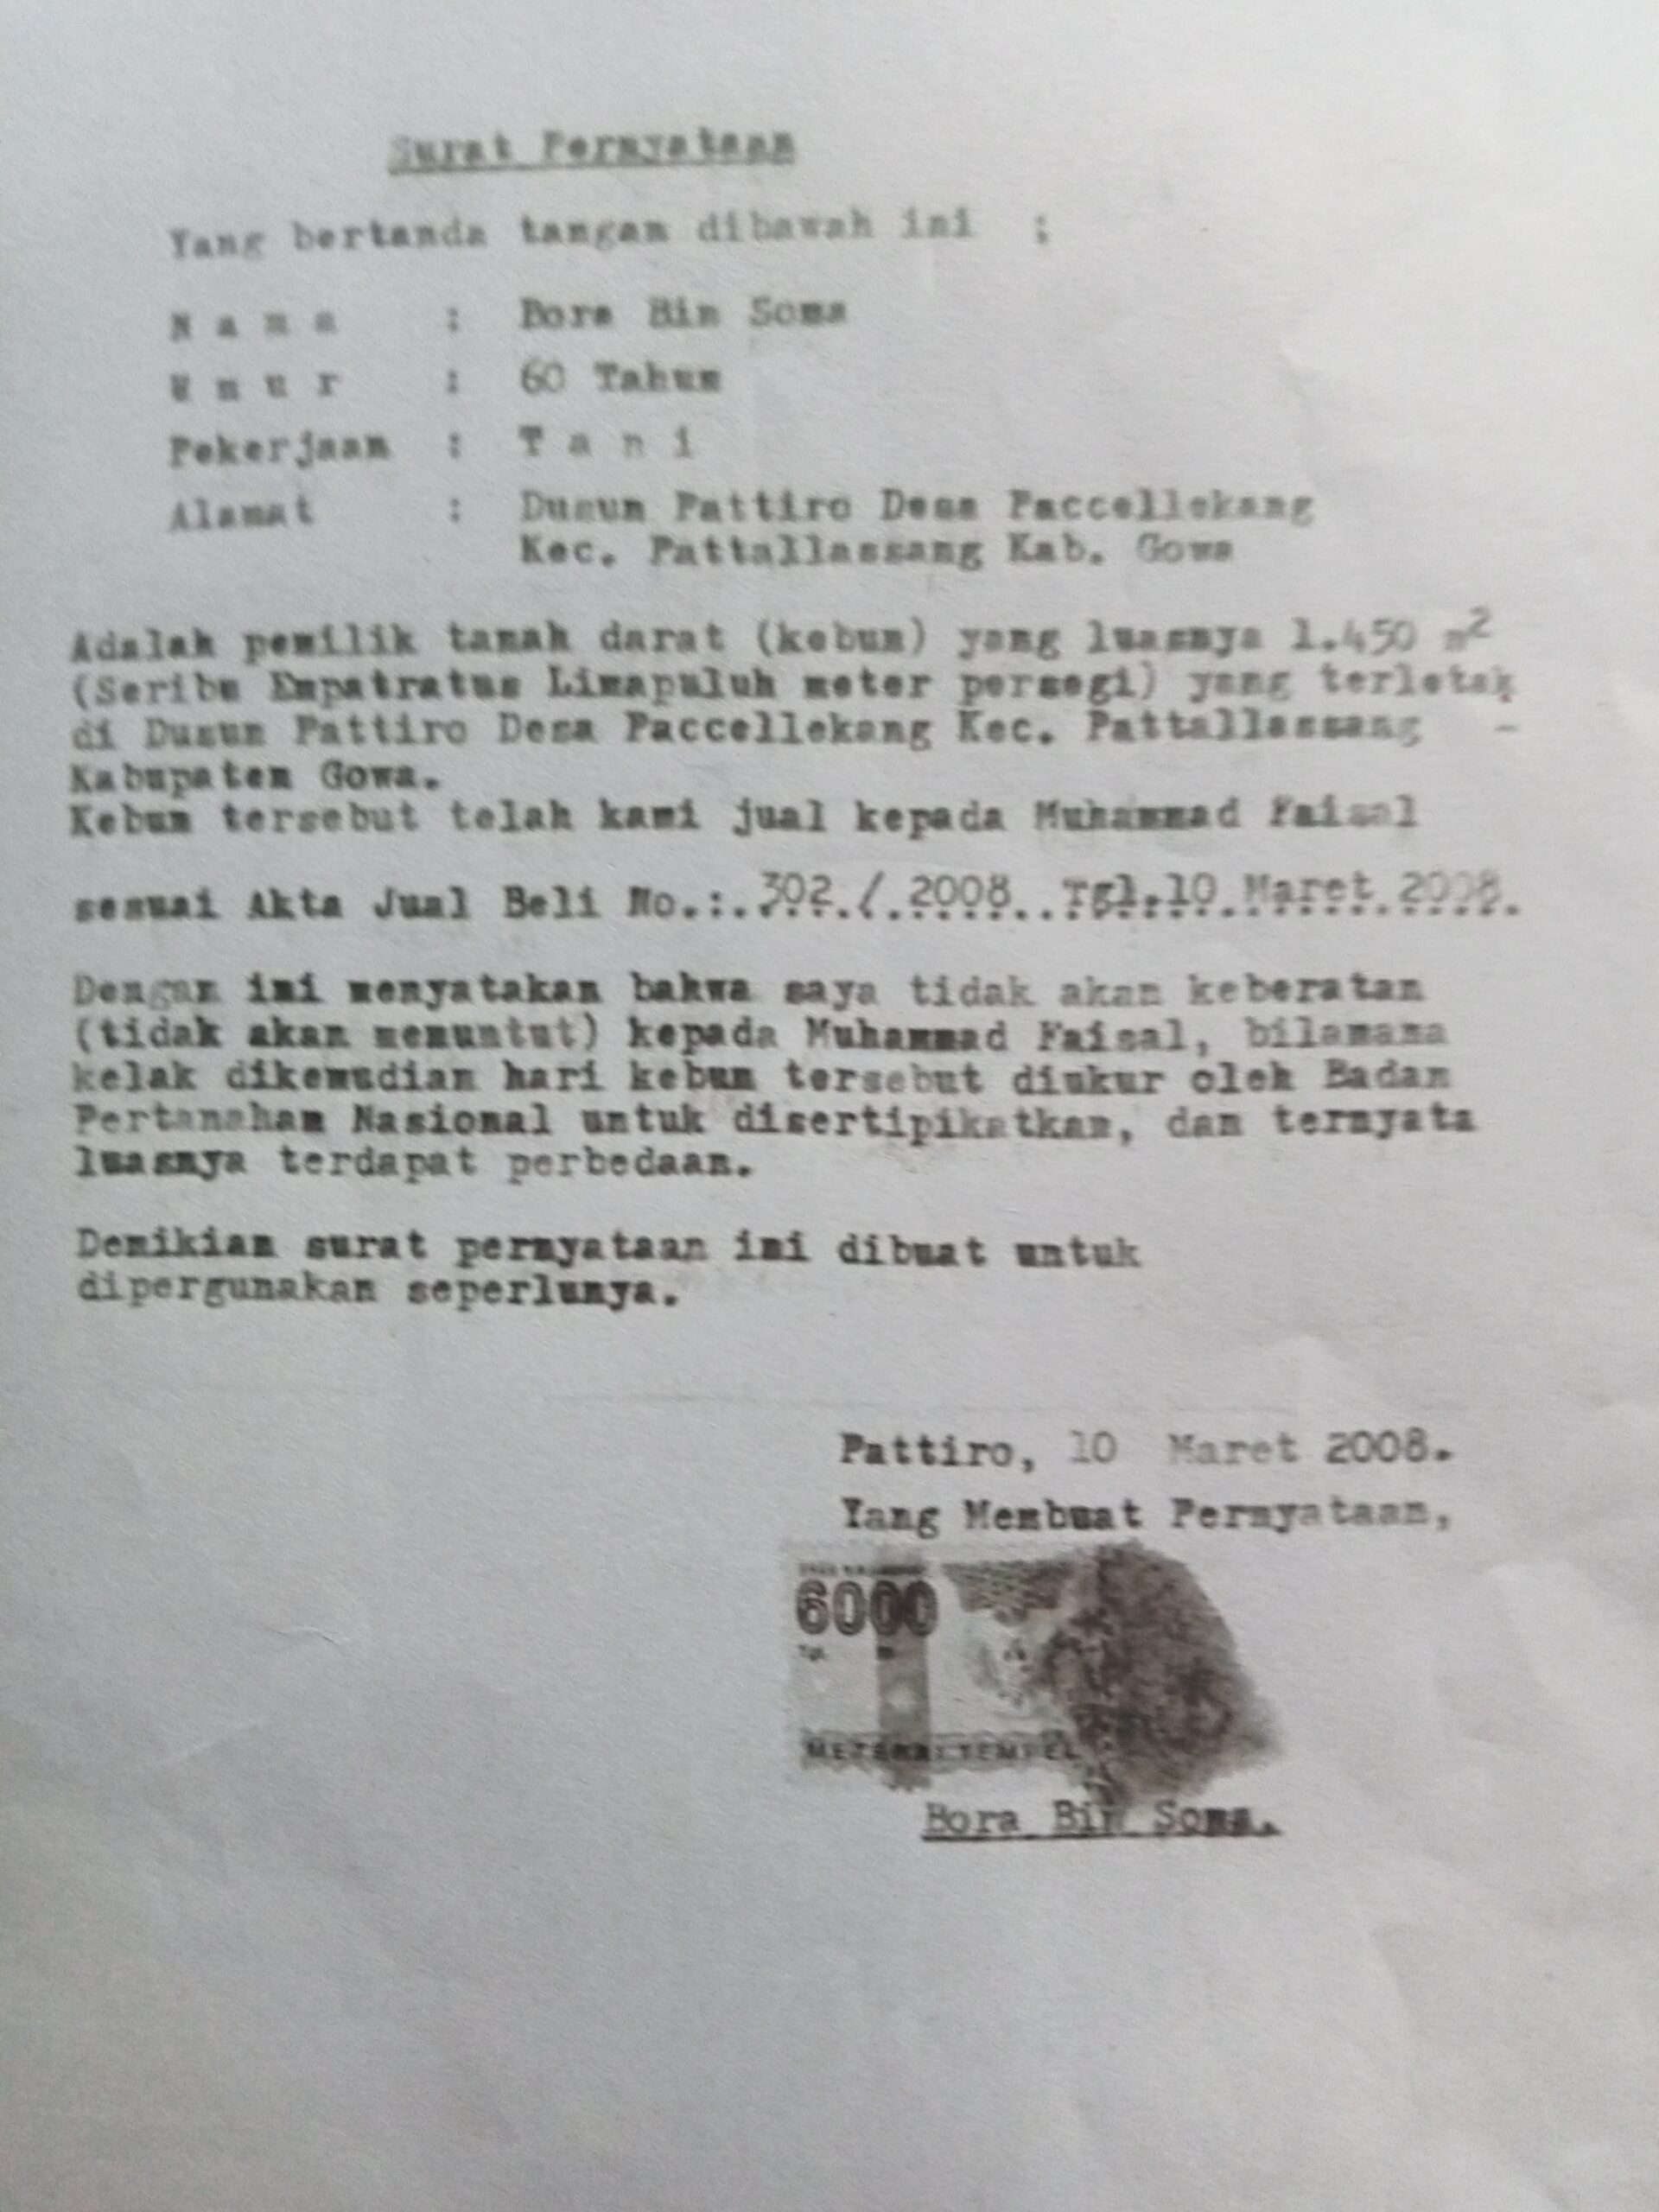 Surat Pernyataan
Yang bertanda tangan dibawah ini ;
N a m a : Bora Bin Soma
U m u r : 60 Tahun
Pekerjaan : T a n i
Alamat : Dusun Pattiro Desa Paccellekang
Kec. Pattallassang Kab. Gowa
Adalah pemilik tanah darat (kebun) yang luasnya 1.450 m²
(Seribu Empatratus Limapuluh meter persegi) yang terletak
di Dusun Pattiro Desa Paccellekang Kec. Pattallassang -
Kabupaten Gowa.
Kebun tersebut telah kami jual kepada Muhammad Faisal
sesuai Akta Jual Beli No.:.302./.2008..Tgl.10.Maret.2008.
Dengan ini menyatakan bahwa saya tidak akan keberatan
(tidak akan menuntut) kepada Muhammad Faisal, bilamana
kelak dikemudian hari kebun tersebut diukur oleh Badan
Pertanahan Nasional untuk disertipikatkan, dan ternyata
luasnya terdapat perbedaan.
Demikian surat pernyataan ini dibuat untuk
dipergunakan seperlunya.
Pattiro, 10 Maret 2008.
Yang Membuat Pernyataan,
6000
Tgl.
METERAI TEMPEL
Bora Bin Soma.